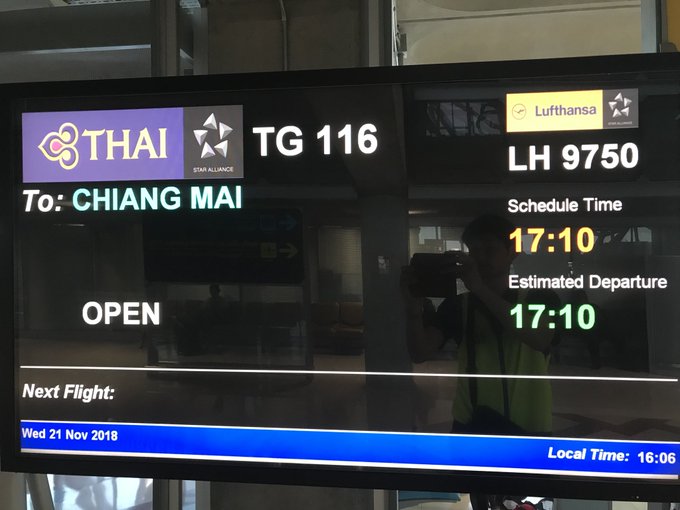 THAI
STAR ALLIANCE
TG 116
Lufthansa
LH 9750
To: CHIANG MAI
Schedule Time
17:10
Estimated Departure
17:10
OPEN
Next Flight:
Wed 21 Nov 2018
Local Time: 16:06